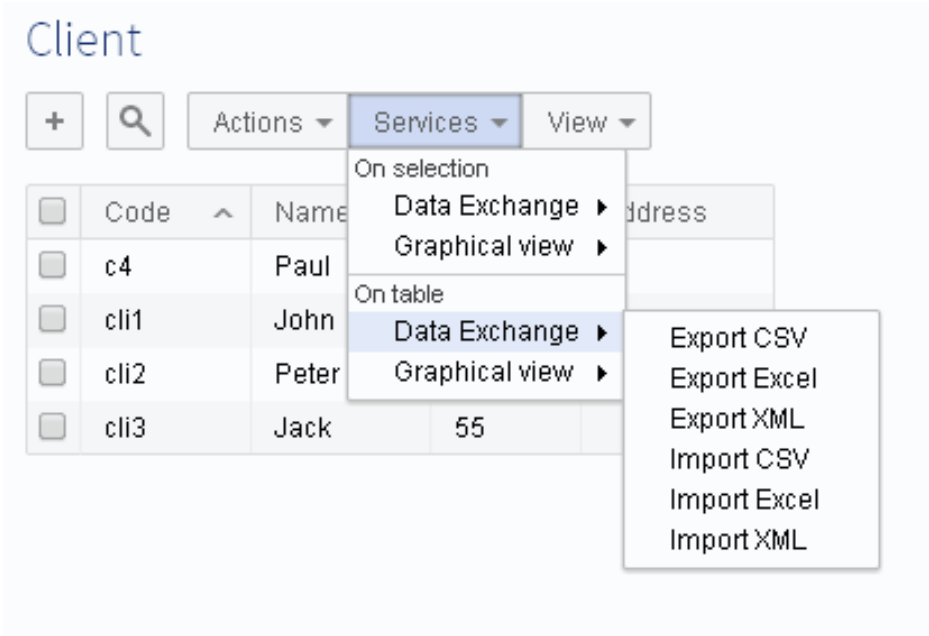 Client
+ Actions Services View
On selection
Data Exchange
Graphical view
On table
Data Exchange
Graphical view
Export CSV
Export Excel
Export XML
Import CSV
Import Excel
Import XML
Code Name ddress
c4 Paul
cli1 John
cli2 Peter
cli3 Jack 55